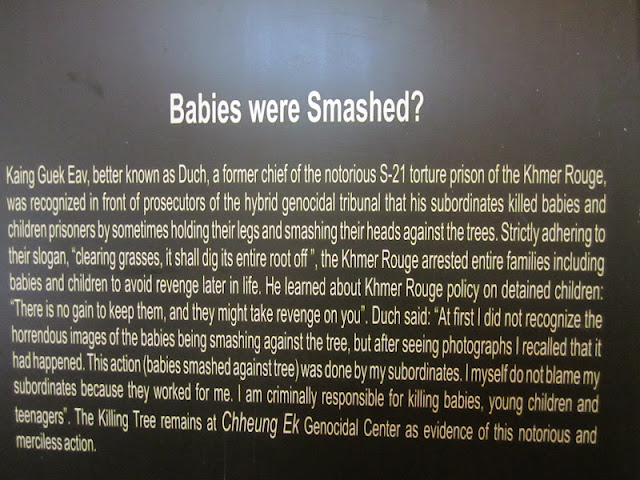 Babies were Smashed?
Kaing Guek Eav, better known as Duch, a former chief of the notorious S-21 torture prison of the Khmer Rouge,
was recognized in front of prosecutors of the hybrid genocidal tribunal that his subordinates killed babies and
children prisoners by sometimes holding their legs and smashing their heads against the trees. Strictly adhering to
their slogan, “clearing grasses, it shall dig its entire root off ”, the Khmer Rouge arrested entire families including
babies and children to avoid revenge later in life. He learned about Khmer Rouge policy on detained children:
“There is no gain to keep them, and they might take revenge on you”. Duch said: “At first I did not recognize the
horrendous images of the babies being smashing against the tree, but after seeing photographs I recalled that it
had happened. This action (babies smashed against tree) was done by my subordinates. I myself do not blame my
subordinates because they worked for me. I am criminally responsible for killing babies, young children and
teenagers”. The Killing Tree remains at Chheung Ek Genocidal Center as evidence of this notorious and
merciless action.